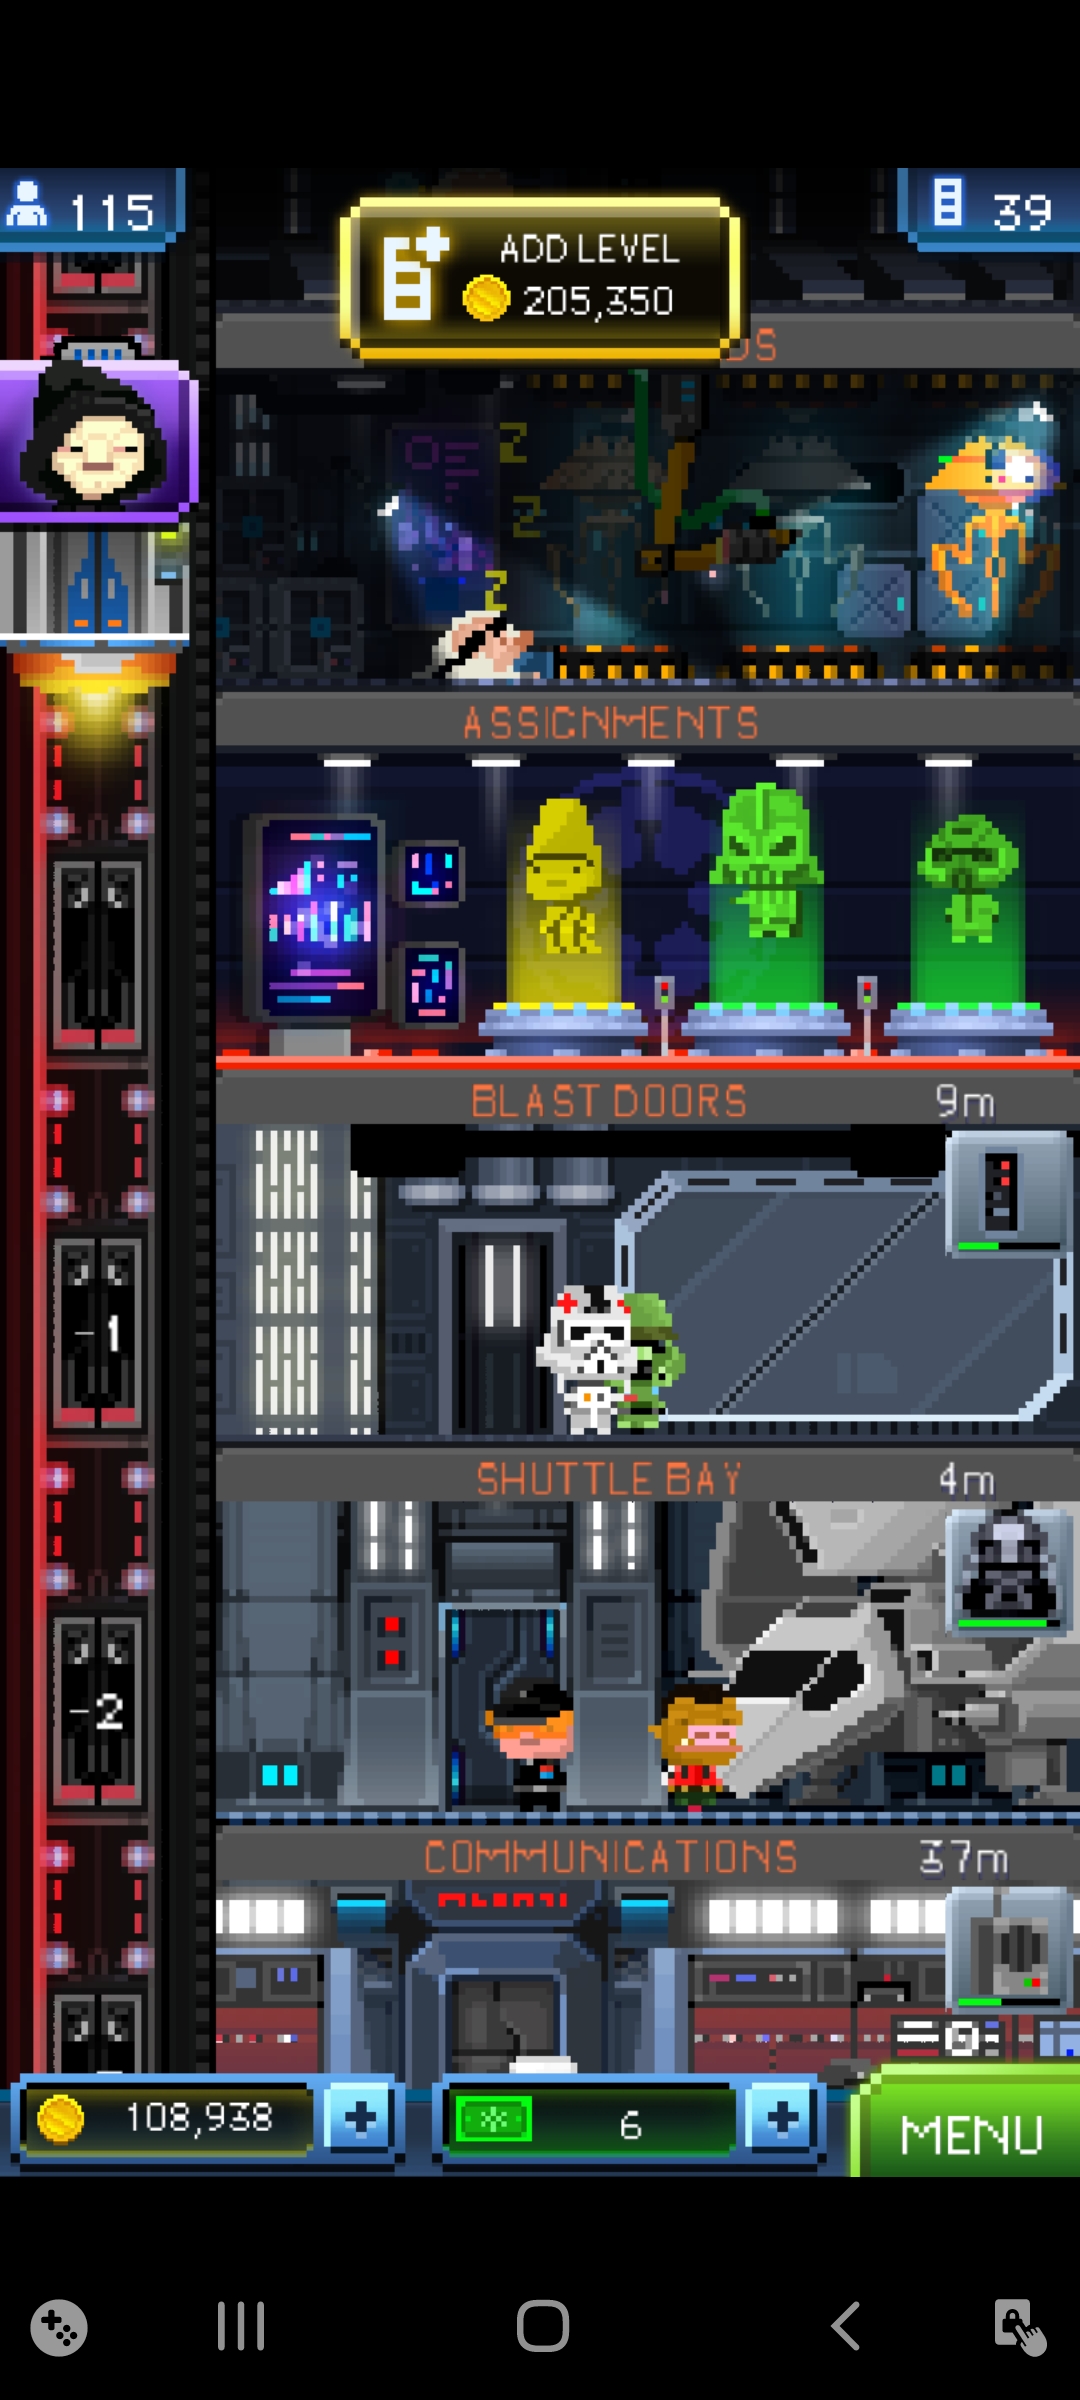 115
39
ADD LEVEL
205,350
DS
Z
Z
Z
ASSIGNMENTS
BLAST DOORS 9m
-1
SHUTTLE BAY 4m
-2
COMMUNICATIONS 37m
108,938
6
MENU